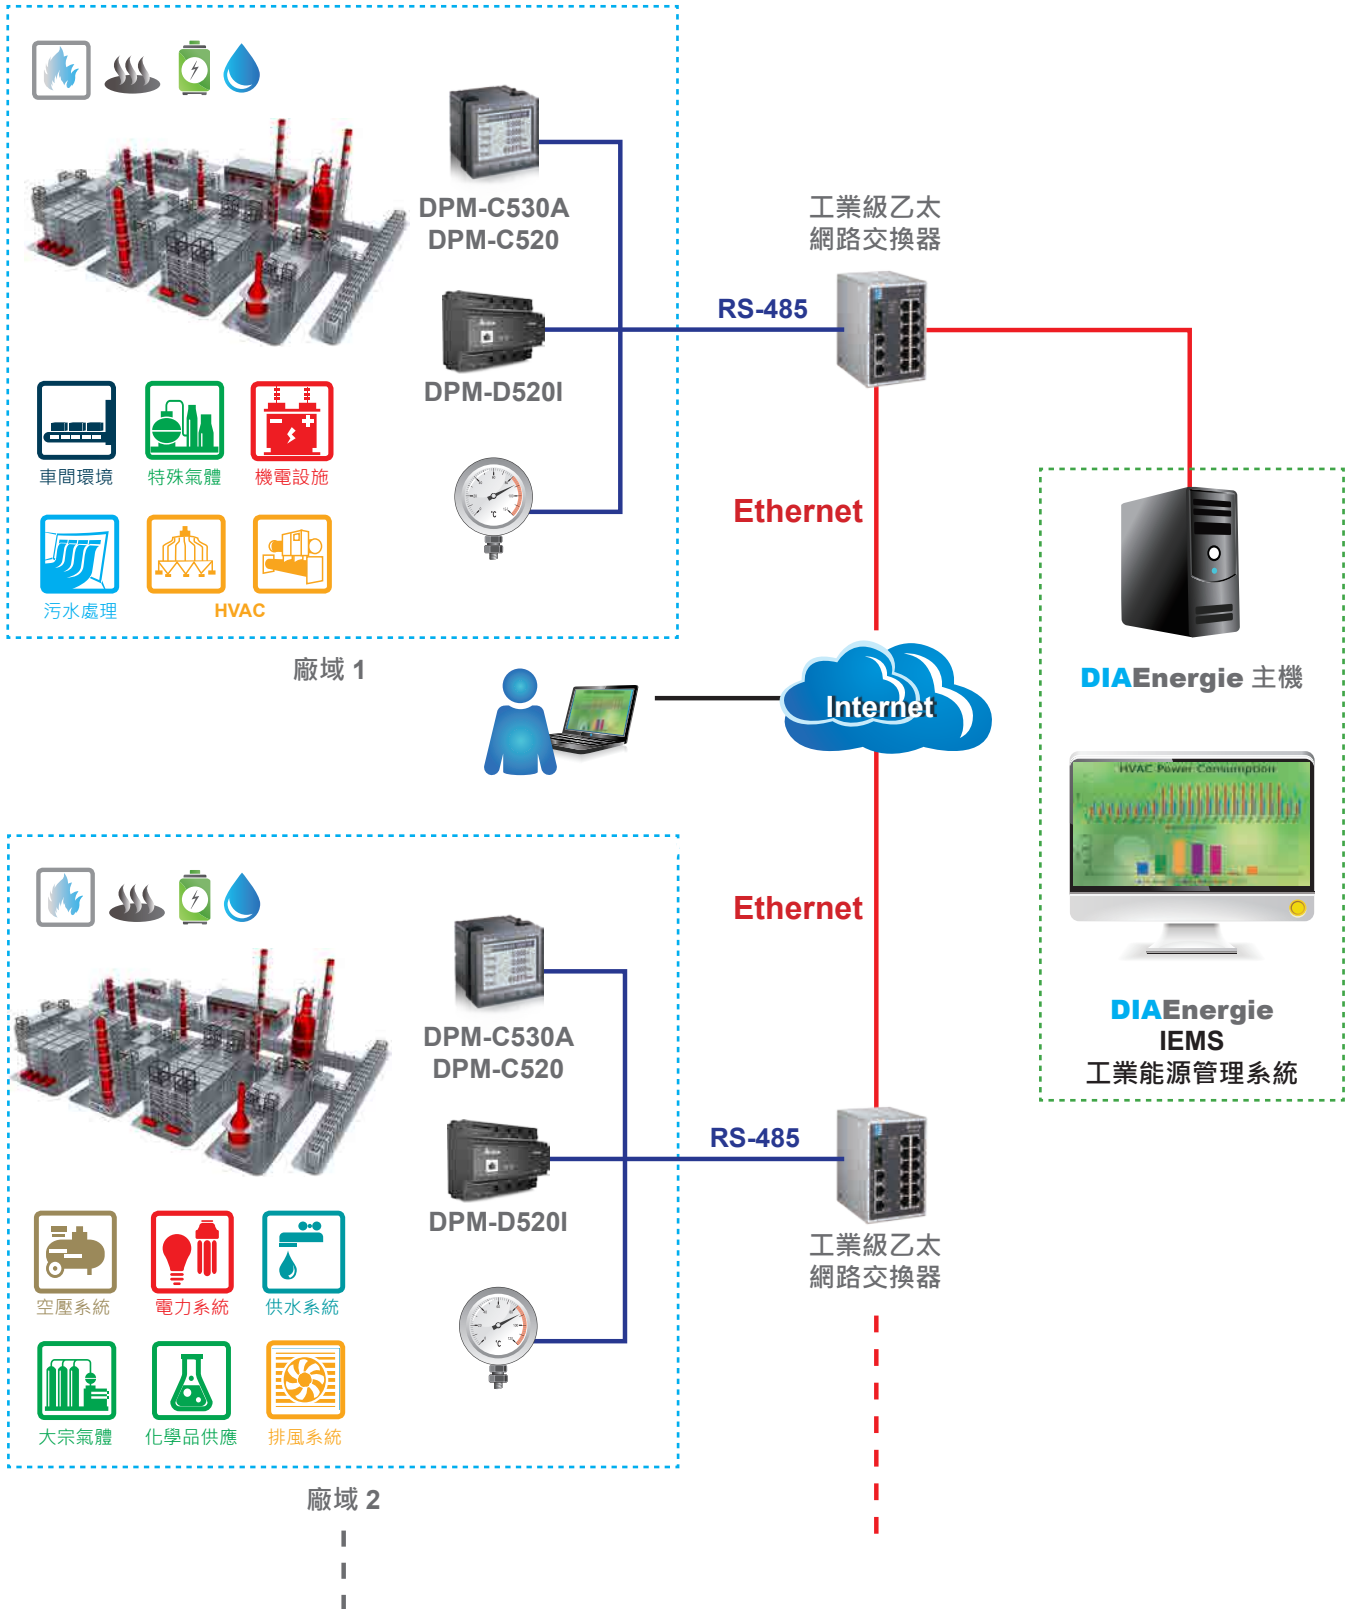 DPM-C530A
DPM-C520
DPM-D520I
RS-485
工業級乙太
網路交換器
Ethernet
車間環境
特殊氣體
機電設施
污水處理
HVAC
°C
廠域 1
Internet
DIAEnergie 主機
HVAC Power Consumption
DIAEnergie
IEMS
工業能源管理系統
Ethernet
DPM-C530A
DPM-C520
DPM-D520I
RS-485
工業級乙太
網路交換器
空壓系統
電力系統
供水系統
°C
大宗氣體
化學品供應
排風系統
廠域 2